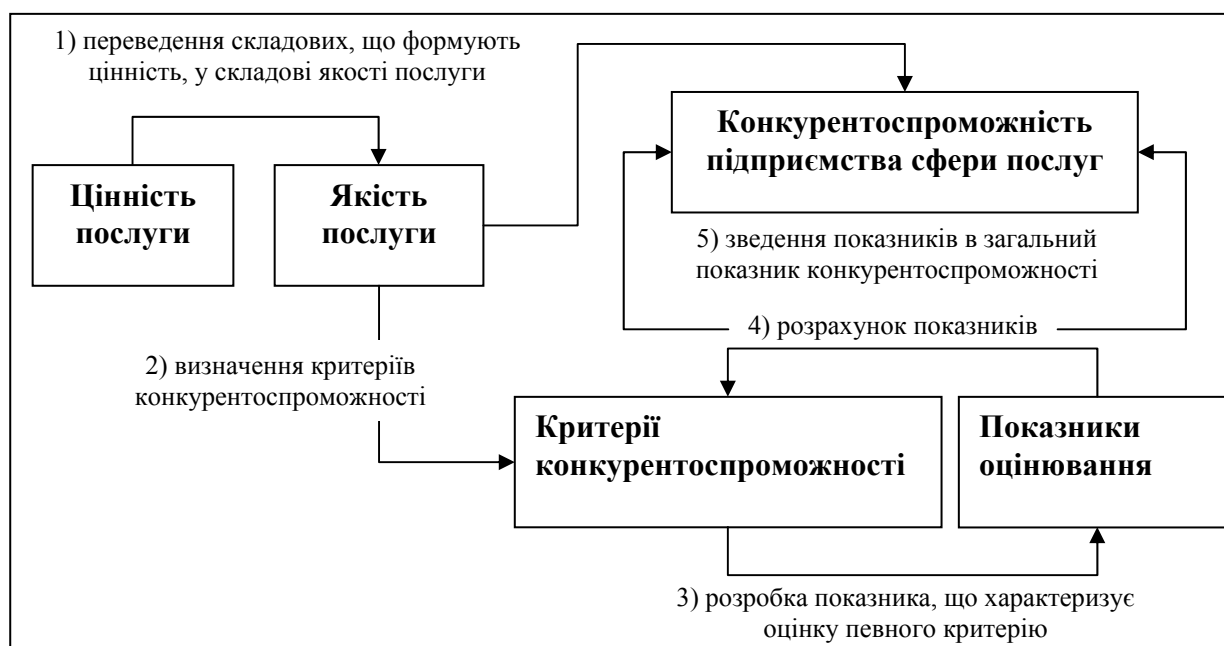 1) переведення складових, що формують
цінність, у складові якості послуги
Конкурентоспроможність
підприємства сфери послуг
Цінність
послуги
Якість
послуги
5) зведення показників в загальний
показник конкурентоспроможності
4) розрахунок показників
2) визначення критеріїв
конкурентоспроможності
Критерії
конкурентоспроможності
Показники
оцінювання
3) розробка показника, що характеризує
оцінку певного критерію